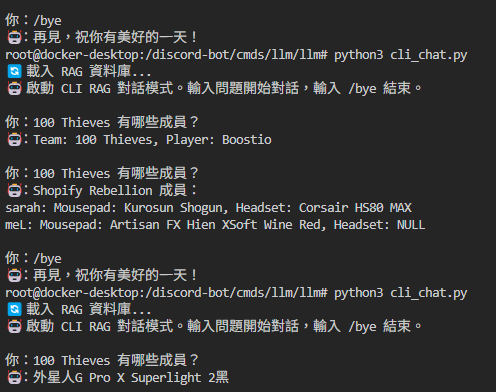 你：/bye
🤖：再見，祝你有美好的一天！
root@docker-desktop:/discord-bot/cmds/llm/llm# python3 cli_chat.py
🔄 載入 RAG 資料庫...
🤖 啟動 CLI RAG 對話模式。輸入問題開始對話，輸入 /bye 結束。
你：100 Thieves 有哪些成員？
🤖：Team: 100 Thieves, Player: Boostio
你：100 Thieves 有哪些成員？
🤖：Shopify Rebellion 成員：
sarah: Mousepad: Kurosun Shogun, Headset: Corsair HS80 MAX
meL: Mousepad: Artisan FX Hien XSoft Wine Red, Headset: NULL
你：/bye
🤖：再見，祝你有美好的一天！
root@docker-desktop:/discord-bot/cmds/llm/llm# python3 cli_chat.py
🔄 載入 RAG 資料庫...
🤖 啟動 CLI RAG 對話模式。輸入問題開始對話，輸入 /bye 結束。
你：100 Thieves 有哪些成員？
🤖：外星人G Pro X Superlight 2黑